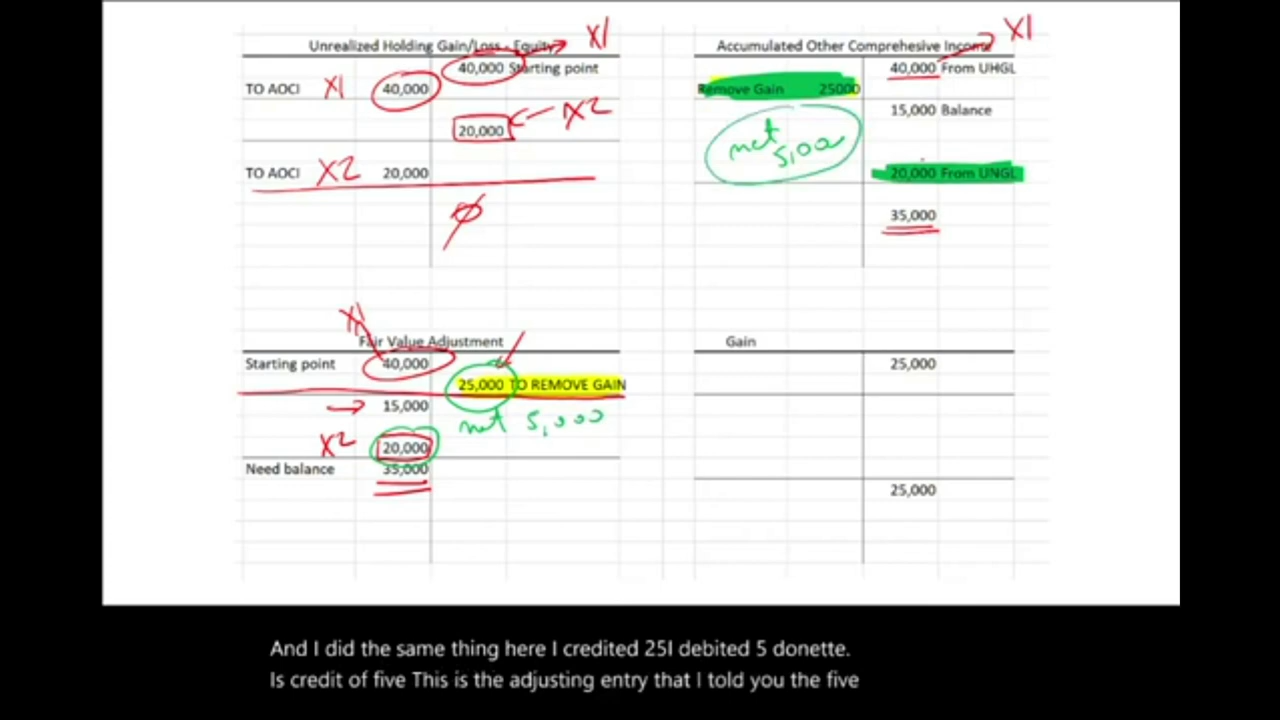 Unrealized Holding Gain/Loss - Equity X1
40,000 Starting point
TO AOCI X1 40,000
20,000 X2
TO AOCI X2 20,000
Ø
Accumulated Other Comprehesive Income X1
40,000 From UHGL
Remove Gain 25000
15,000 Balance
net
5,000
20,000 From UNGL
35,000
X1
Fair Value Adjustment
Starting point 40,000
25,000 TO REMOVE GAIN
15,000
net 5,000
X2 20,000
Need balance 35,000
Gain
25,000
25,000
And I did the same thing here I credited 25I debited 5 donette.
Is credit of five This is the adjusting entry that I told you the five